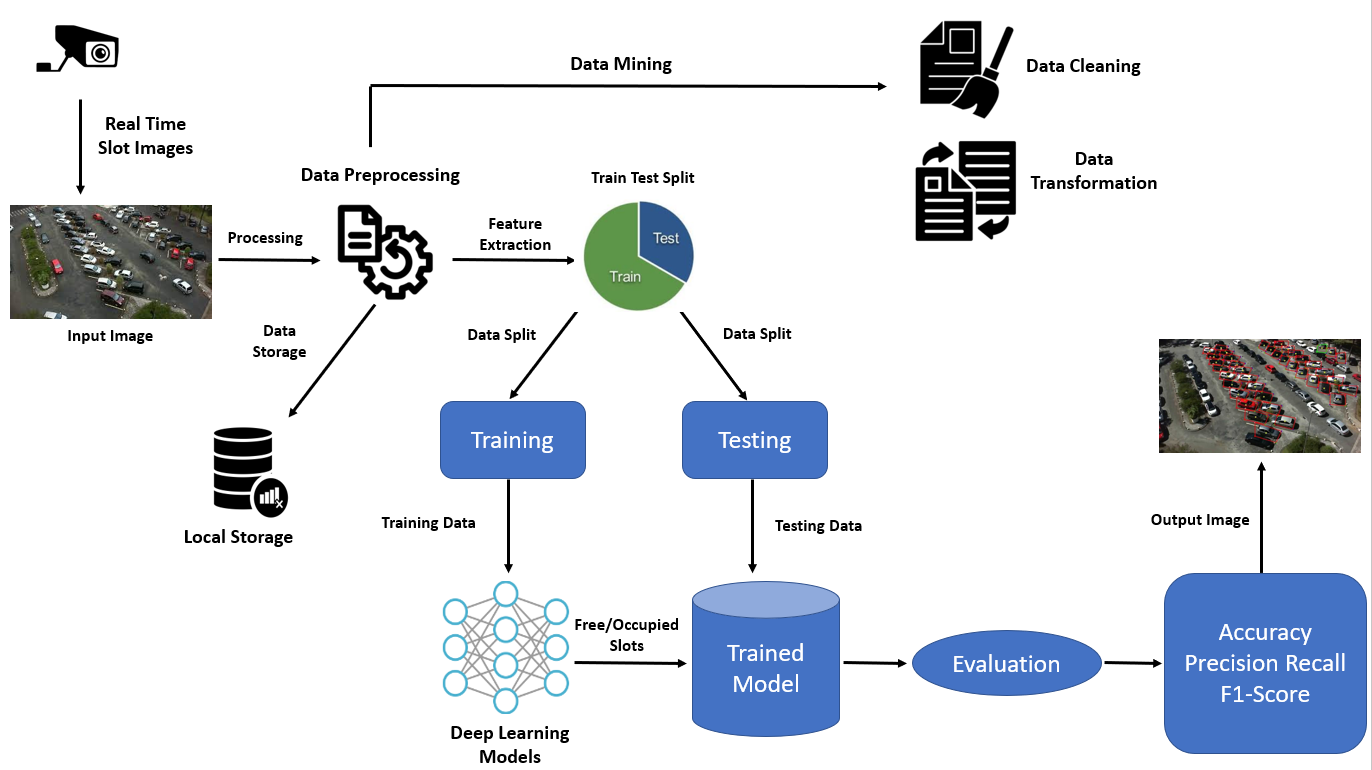 Data Mining
Data Cleaning
Real Time
Slot Images
Data
Transformation
Data Preprocessing
Train Test Split
Processing
Feature
Extraction
Test
Train
Input Image
Data
Storage
Data Split
Data Split
Training
Testing
Local Storage
Training Data
Testing Data
Output Image
Free/Occupied
Slots
Trained
Model
Evaluation
Accuracy
Precision Recall
F1-Score
Deep Learning
Models